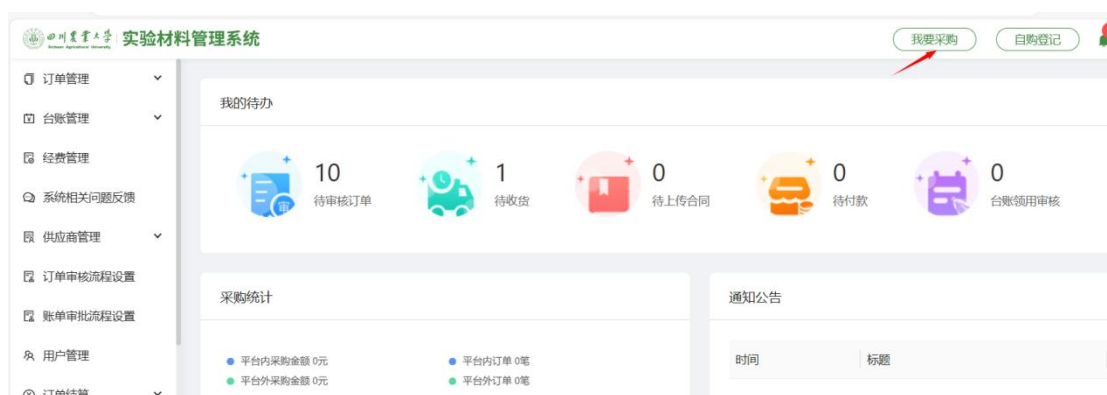 四川农业大学
Sichuan Agricultural University
实验材料管理系统
我要采购
自购登记
订单管理
台账管理
经费管理
系统相关问题反馈
供应商管理
订单审核流程设置
账单审批流程设置
用户管理
订单结算
我的待办
审
10
待审核订单
1
待收货
0
待上传合同
0
待付款
0
台账领用审核
采购统计
平台内采购金额 0元
平台内订单 0笔
平台外采购金额 0元
平台外订单 0笔
通知公告
时间 标题